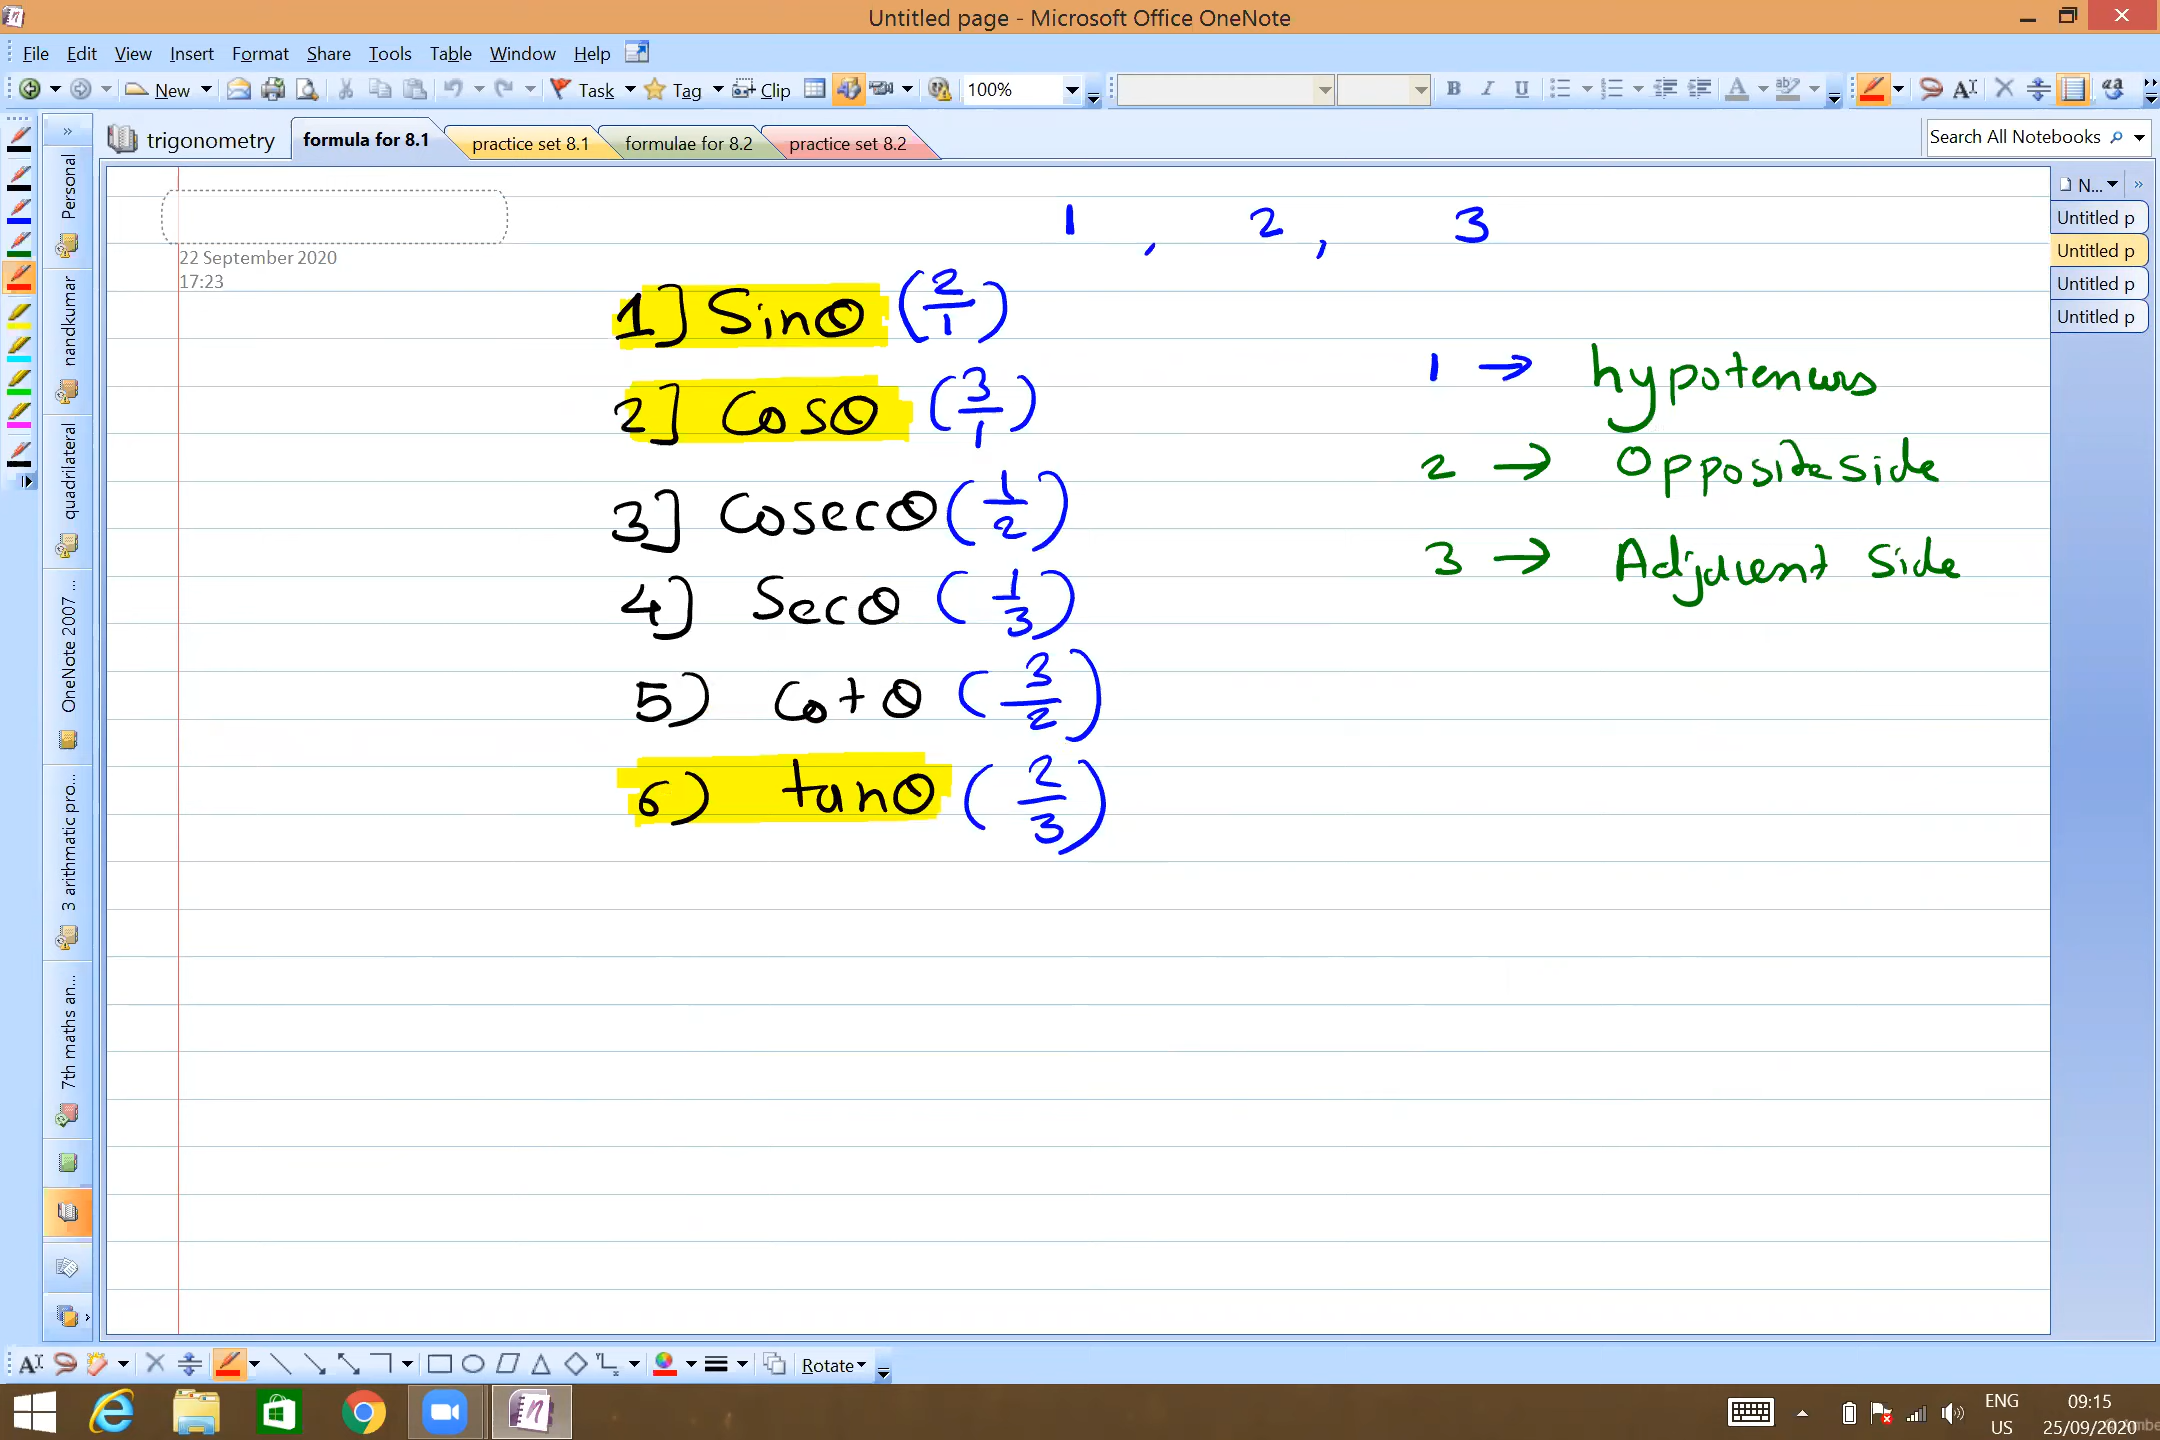 Untitled page - Microsoft Office OneNote
File Edit View Insert Format Share Tools Table Window Help
New Task Tag Clip 100% B I U
trigonometry formula for 8.1 practice set 8.1 formulae for 8.2 practice set 8.2 Search All Notebooks
Personal
nandkumar
quadrilateral
OneNote 2007 ...
3 arithmatic pro...
7th maths an...
N...
Untitled p
Untitled p
Untitled p
Untitled p
22 September 2020
17:23
1 , 2 , 3
1] Sinθ (2/1)
2] Cosθ (3/1)
3] Cosecθ (1/2)
4] Secθ (1/3)
5) Cotθ (3/2)
6) tanθ (2/3)
1 → hypotenus
2 → Opposite side
3 → Adjacent Side
Rotate
ENG
US
09:15
25/09/2020